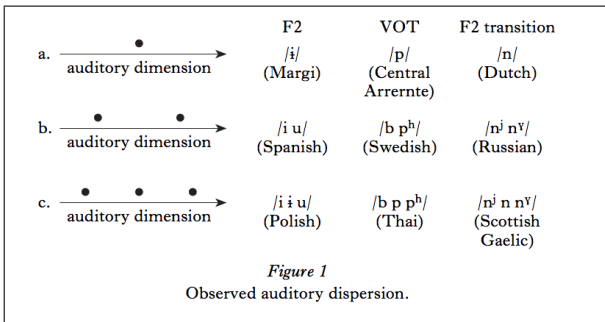 F2 VOT F2 transition
a. auditory dimension /ɨ/ /p/ /n/
(Margi) (Central Arrernte) (Dutch)
b. auditory dimension /i u/ /b pʰ/ /nʲ nˠ/
(Spanish) (Swedish) (Russian)
c. auditory dimension /i ɨ u/ /b p pʰ/ /nʲ n nˠ/
(Polish) (Thai) (Scottish Gaelic)
Figure 1
Observed auditory dispersion.